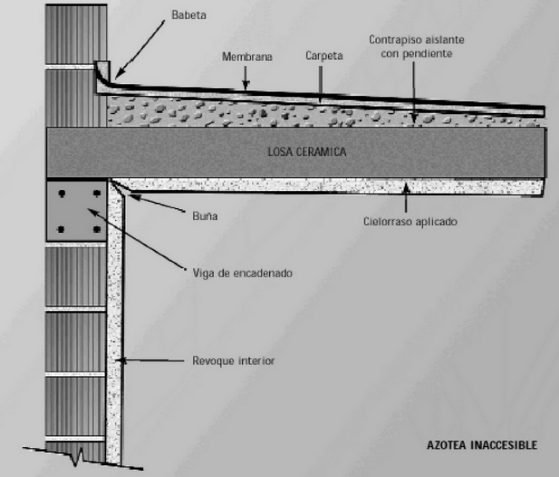 Babeta
Contrapiso aislante
con pendiente
Membrana
Carpeta
LOSA CERAMICA
Buña
Cielorraso aplicado
Viga de encadenado
Revoque interior
AZOTEA INACCESIBLE